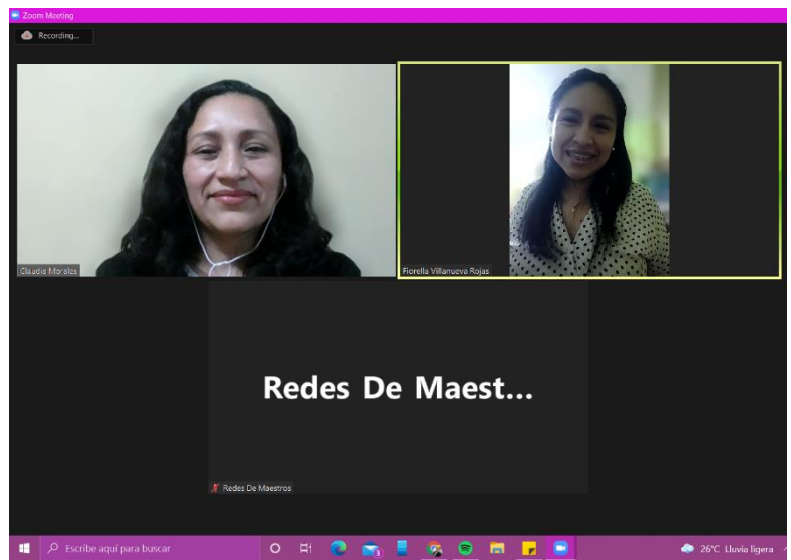 Zoom Meeting
Recording...
Claudia Morales
Fiorella Villanueva Rojas
Redes De Maest...
Redes De Maestros
Escribe aquí para buscar
26°C Lluvia ligera